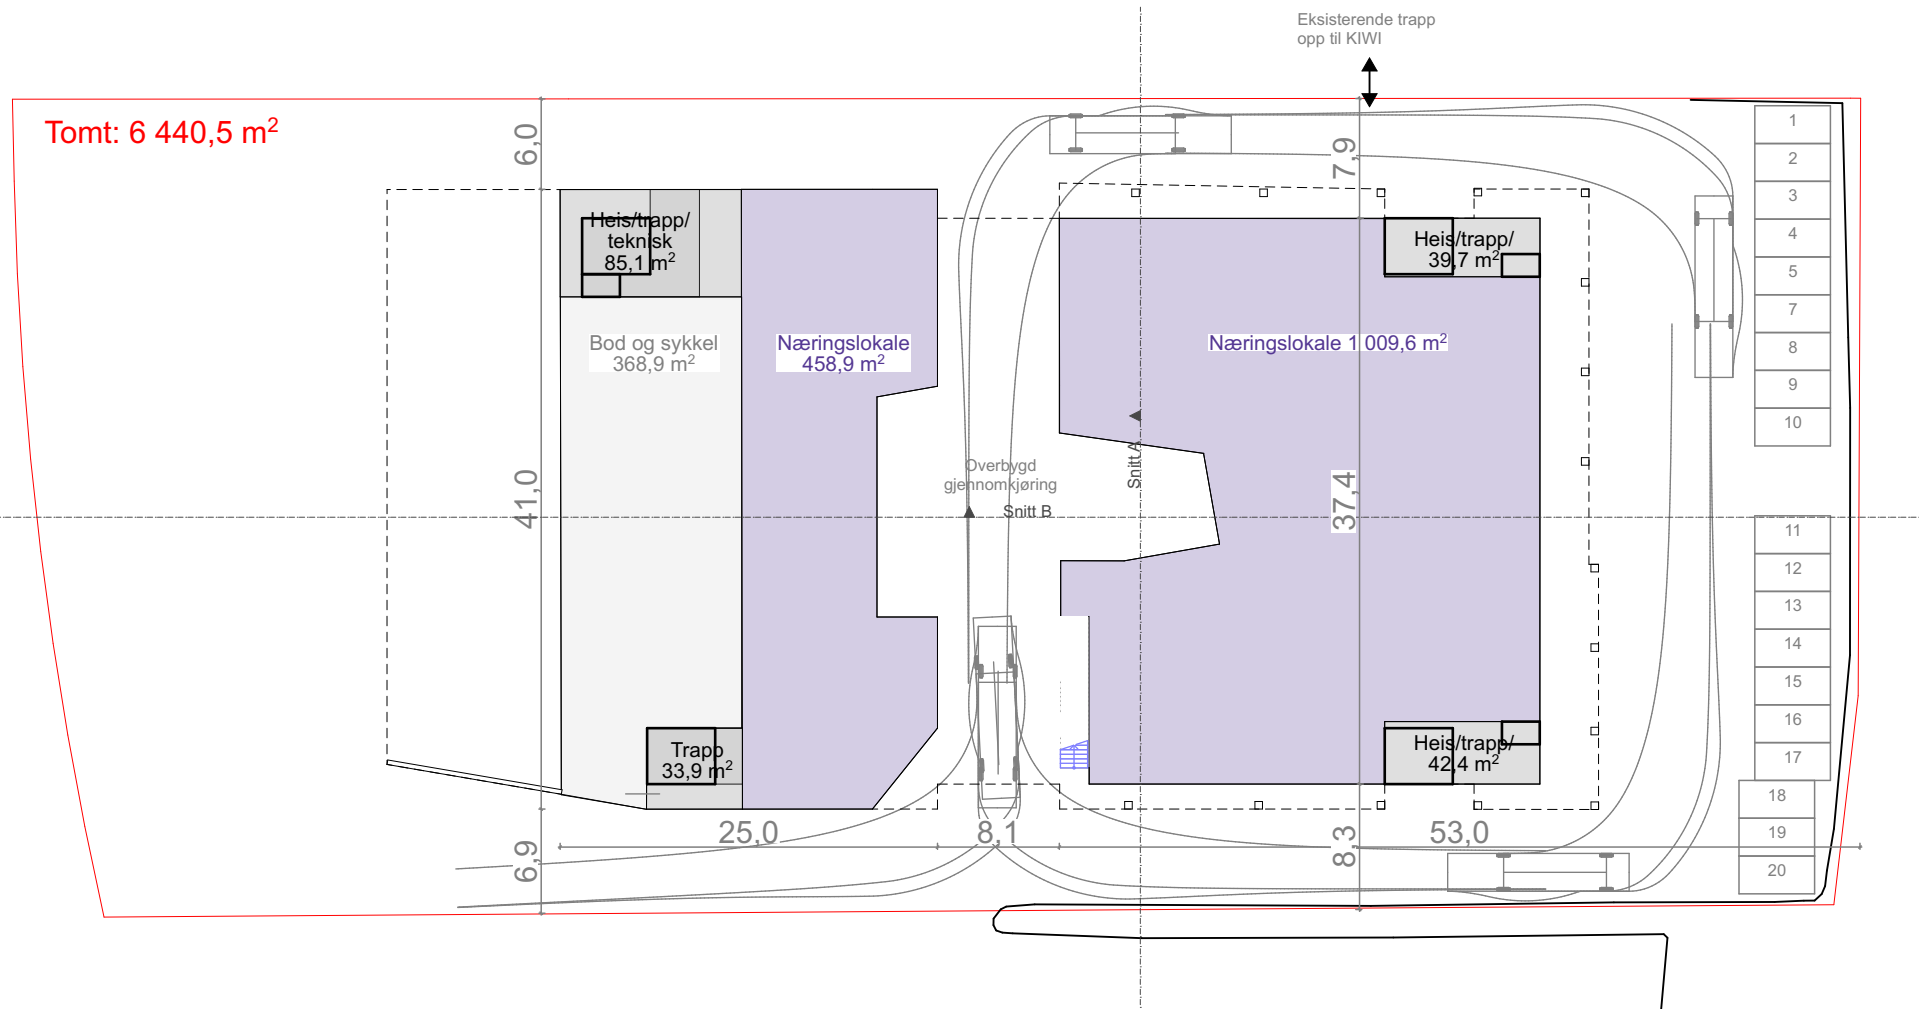 Eksisterende trapp
opp til KIWI
Tomt: 6 440,5 m²
6,0
7,9
1
2
3
4
5
7
8
9
10
Heis/trapp/
teknisk
85,1 m²
Heis/trapp/
39,7 m²
Bod og sykkel
368,9 m²
Næringslokale
458,9 m²
Næringslokale 1 009,6 m²
Overbygd
gjennomkjøring
Snitt A
Snitt B
41,0
37,4
11
12
13
14
15
16
17
18
19
20
Trapp
33,9 m²
Heis/trapp/
42,4 m²
25,0
8,1
53,0
6,9
8,3